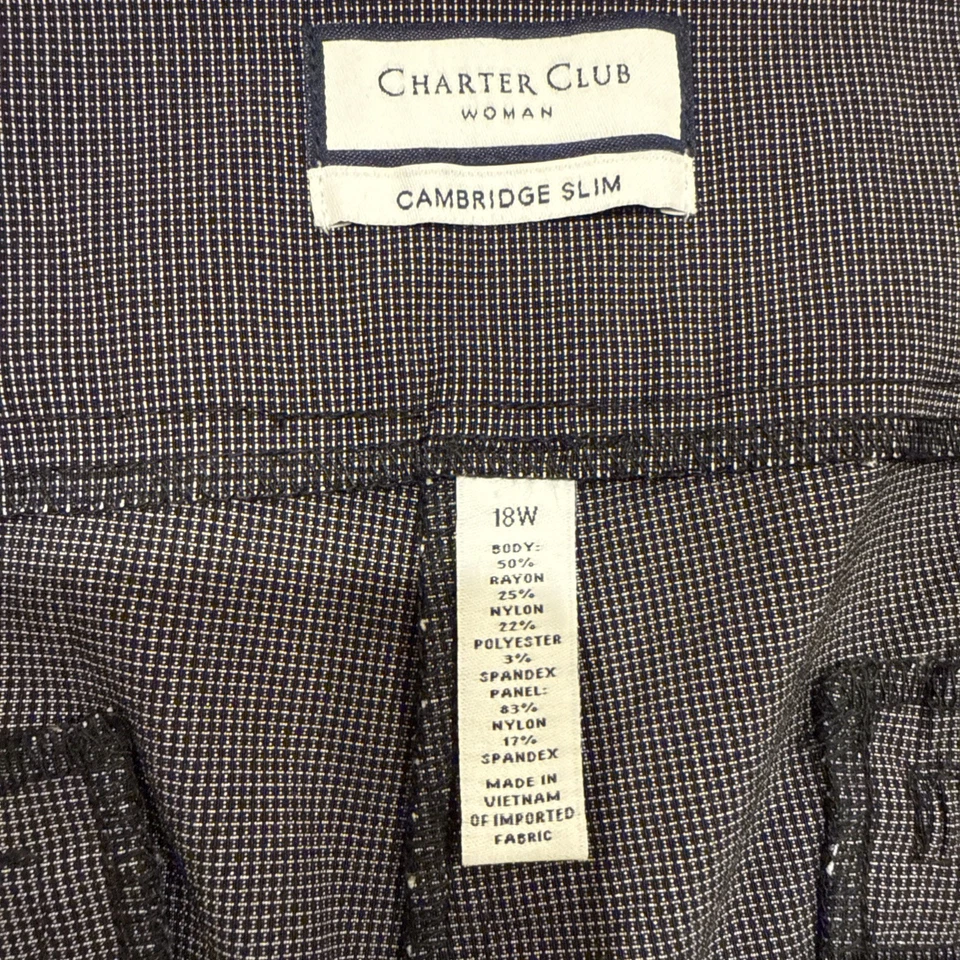 CHARTER CLUB
WOMAN
CAMBRIDGE SLIM
18W
BODY:
50%
RAYON
25%
NYLON
22%
POLYESTER
3%
SPANDEX
PANEL:
83%
NYLON
17%
SPANDEX
MADE IN
VIETNAM
OF IMPORTED
FABRIC